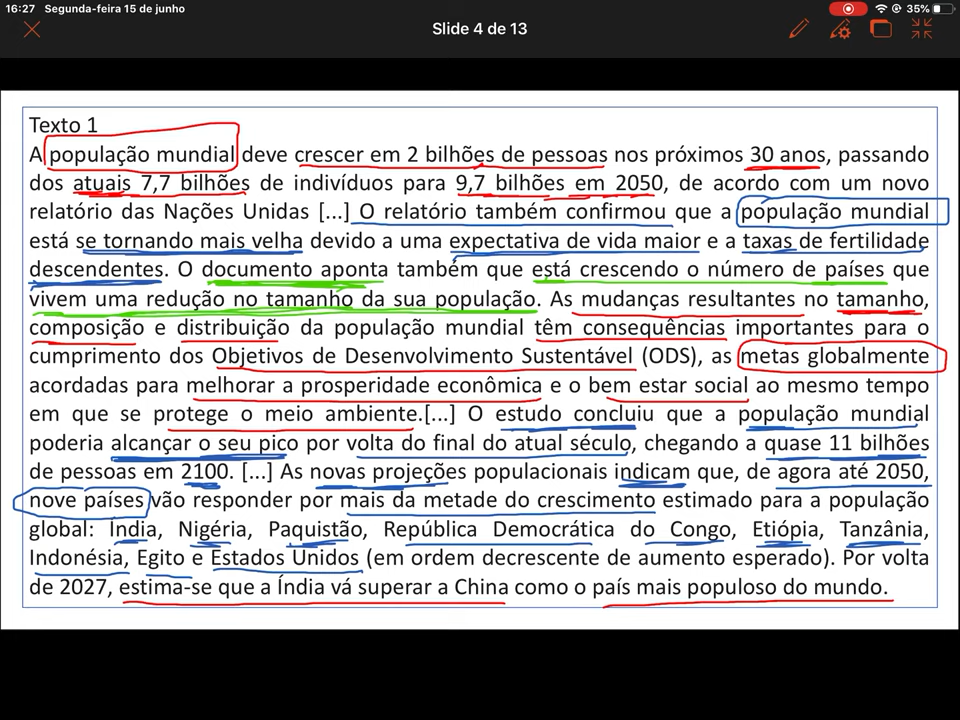 16:27 Segunda-feira 15 de junho
35%
Slide 4 de 13
Texto 1
A população mundial deve crescer em 2 bilhões de pessoas nos próximos 30 anos, passando
dos atuais 7,7 bilhões de indivíduos para 9,7 bilhões em 2050, de acordo com um novo
relatório das Nações Unidas [...] O relatório também confirmou que a população mundial
está se tornando mais velha devido a uma expectativa de vida maior e a taxas de fertilidade
descendentes. O documento aponta também que está crescendo o número de países que
vivem uma redução no tamanho da sua população. As mudanças resultantes no tamanho,
composição e distribuição da população mundial têm consequências importantes para o
cumprimento dos Objetivos de Desenvolvimento Sustentável (ODS), as metas globalmente
acordadas para melhorar a prosperidade econômica e o bem estar social ao mesmo tempo
em que se protege o meio ambiente.[...] O estudo concluiu que a população mundial
poderia alcançar o seu pico por volta do final do atual século, chegando a quase 11 bilhões
de pessoas em 2100. [...] As novas projeções populacionais indicam que, de agora até 2050,
nove países vão responder por mais da metade do crescimento estimado para a população
global: Índia, Nigéria, Paquistão, República Democrática do Congo, Etiópia, Tanzânia,
Indonésia, Egito e Estados Unidos (em ordem decrescente de aumento esperado). Por volta
de 2027, estima-se que a Índia vá superar a China como o país mais populoso do mundo.